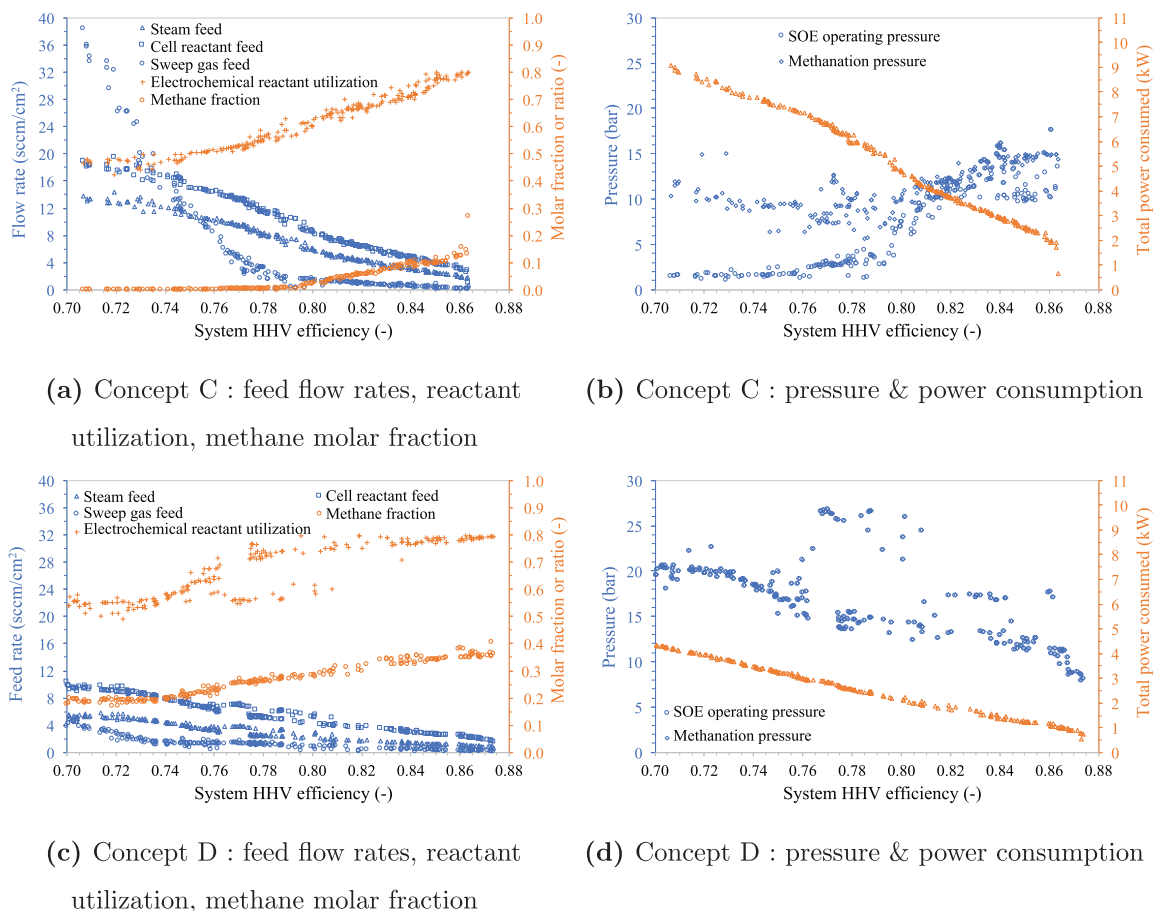 40
36
32
28
24
20
16
12
8
4
0
Flow rate (sccm/cm²)
Steam feed
Cell reactant feed
Sweep gas feed
Electrochemical reactant utilization
Methane fraction
1.0
0.9
0.8
0.7
0.6
0.5
0.4
0.3
0.2
0.1
0.0
Molar fraction or ratio (-)
0.70 0.72 0.74 0.76 0.78 0.80 0.82 0.84 0.86 0.88
System HHV efficiency (-)
30
25
20
15
10
5
0
Pressure (bar)
SOE operating pressure
Methanation pressure
11
10
9
8
7
6
5
4
3
2
1
0
Total power consumed (kW)
0.70 0.72 0.74 0.76 0.78 0.80 0.82 0.84 0.86 0.88
System HHV efficiency (-)
(a) Concept C : feed flow rates, reactant
utilization, methane molar fraction
(b) Concept C : pressure & power consumption
40
36
32
28
24
20
16
12
8
4
0
Feed rate (sccm/cm²)
Steam feed
Cell reactant feed
Sweep gas feed
Methane fraction
Electrochemical reactant utilization
1.0
0.9
0.8
0.7
0.6
0.5
0.4
0.3
0.2
0.1
0.0
Molar fraction or ratio (-)
0.70 0.72 0.74 0.76 0.78 0.80 0.82 0.84 0.86 0.88
System HHV efficiency (-)
30
25
20
15
10
5
0
Pressure (bar)
SOE operating pressure
Methanation pressure
11
10
9
8
7
6
5
4
3
2
1
0
Total power consumed (kW)
0.70 0.72 0.74 0.76 0.78 0.80 0.82 0.84 0.86 0.88
System HHV efficiency (-)
(c) Concept D : feed flow rates, reactant
utilization, methane molar fraction
(d) Concept D : pressure & power consumption